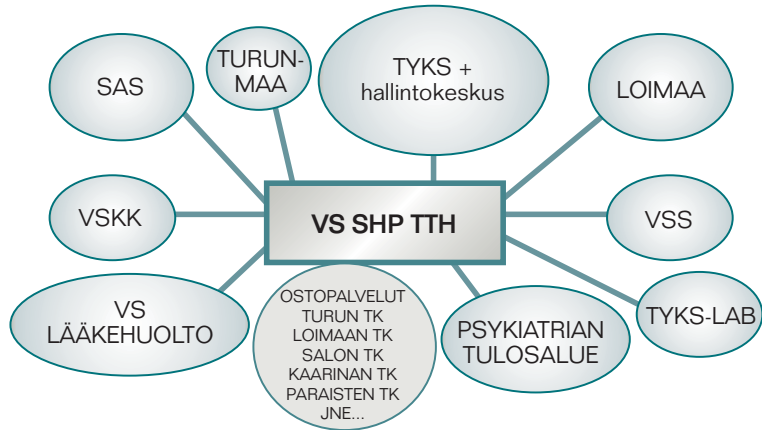 SAS
TURUN-
MAA
TYKS +
hallintokeskus
LOIMAA
VSKK
VS SHP TTH
VSS
VS
LÄÄKEHUOLTO
OSTOPALVELUT
TURUN TK
LOIMAAN TK
SALON TK
KAARINAN TK
PARAISTEN TK
JNE...
PSYKIATRIAN
TULOSALUE
TYKS-LAB